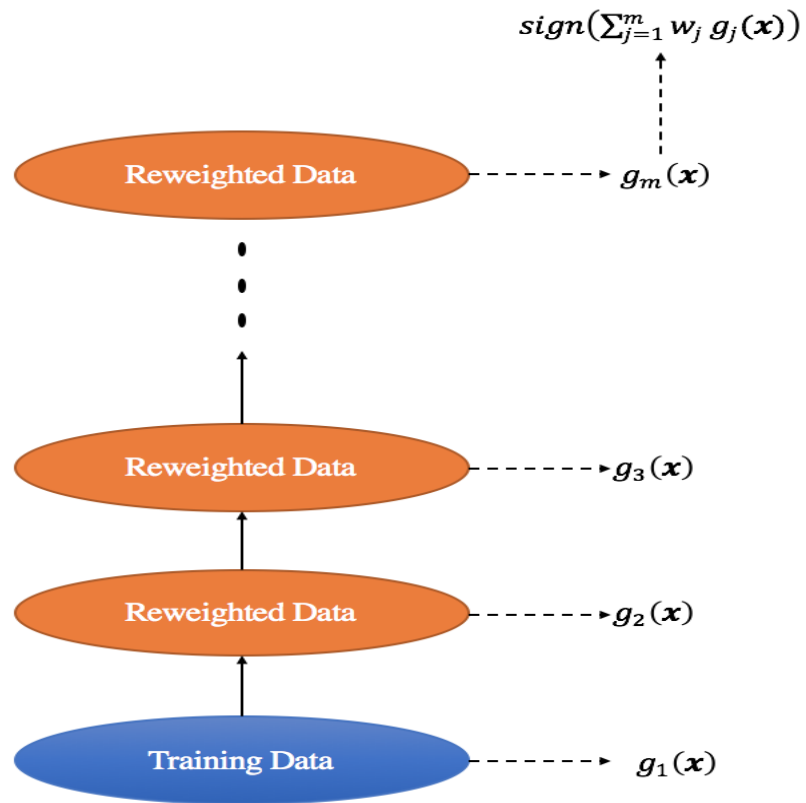 sign(∑_{j=1}^{m} w_j g_j(x))
Reweighted Data
g_m(x)
Reweighted Data
g_3(x)
Reweighted Data
g_2(x)
Training Data
g_1(x)